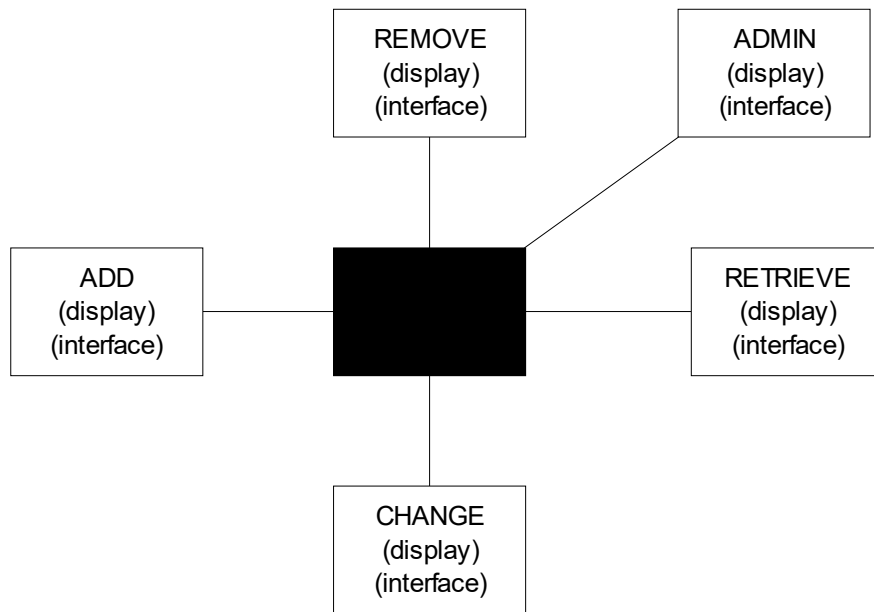 REMOVE
(display)
(interface)
ADMIN
(display)
(interface)
ADD
(display)
(interface)
RETRIEVE
(display)
(interface)
CHANGE
(display)
(interface)